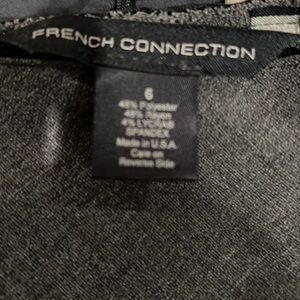 FRENCH CONNECTION
6
48% Polyester
48% Rayon
4% LYCRA®
SPANDEX
Made in U.S.A.
Care on
Reverse Side